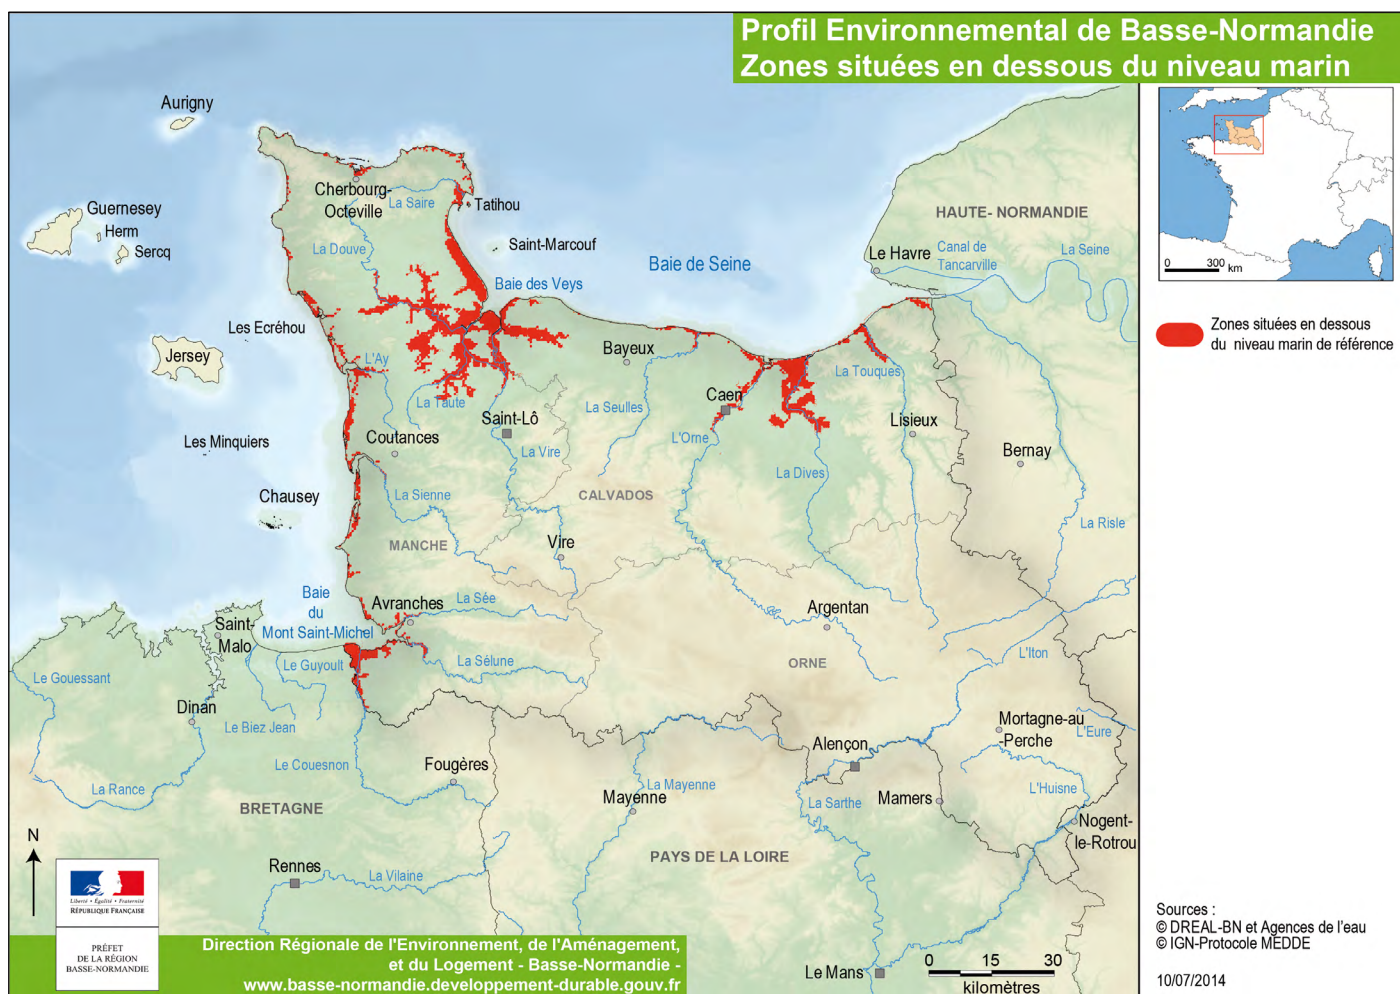 Profil Environnemental de Basse-Normandie
Zones situées en dessous du niveau marin
Aurigny
Cherbourg-
Octeville
La Saire
Tatihou
Guernesey
Herm
Sercq
La Douve
Saint-Marcouf
Baie des Veys
Baie de Seine
HAUTE- NORMANDIE
Le Havre
Canal de
Tancarville
La Seine
0 300 km
Les Ecréhou
Jersey
L'Ay
La Taute
Bayeux
La Touques
Zones situées en dessous
du niveau marin de référence
Saint-Lô
La Seulles
Caen
Lisieux
Les Minquiers
Coutances
La Vire
L'Orne
La Dives
Bernay
Chausey
La Sienne
CALVADOS
La Risle
MANCHE
Vire
Baie
du
Mont Saint-Michel
Avranches
La Sée
Argentan
Saint-
Malo
Le Guyoult
La Sélune
ORNE
L'Iton
Le Gouessant
Dinan
Le Biez Jean
Mortagne-au
-Perche
L'Eure
Alençon
Le Couesnon
Fougères
La Mayenne
Mayenne
La Sarthe
Mamers
L'Huisne
La Rance
BRETAGNE
Nogent-
le-Rotrou
N
PAYS DE LA LOIRE
Rennes
La Vilaine
Liberté • Égalité • Fraternité
RÉPUBLIQUE FRANÇAISE
PRÉFET
DE LA RÉGION
BASSE-NORMANDIE
Direction Régionale de l'Environnement, de l'Aménagement,
et du Logement - Basse-Normandie -
www.basse-normandie.developpement-durable.gouv.fr
Le Mans
0 15 30
kilomètres
Sources :
© DREAL-BN et Agences de l'eau
© IGN-Protocole MEDDE
10/07/2014